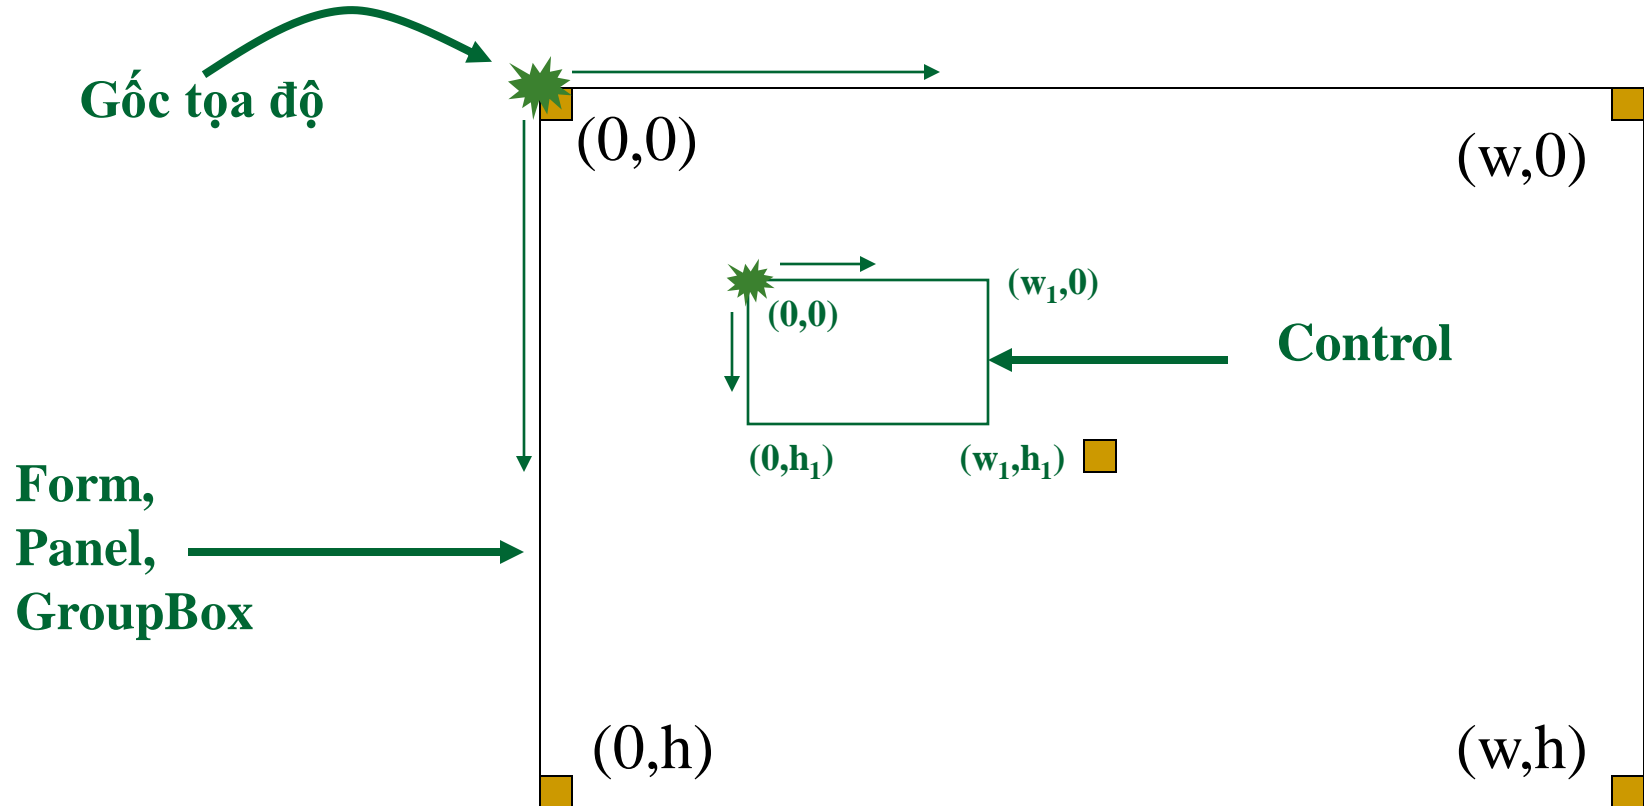 Gốc tọa độ
(0,0)
(w,0)
(w₁,0)
(0,0)
Control
(0,h₁)
(w₁,h₁)
Form,
Panel,
GroupBox
(0,h)
(w,h)